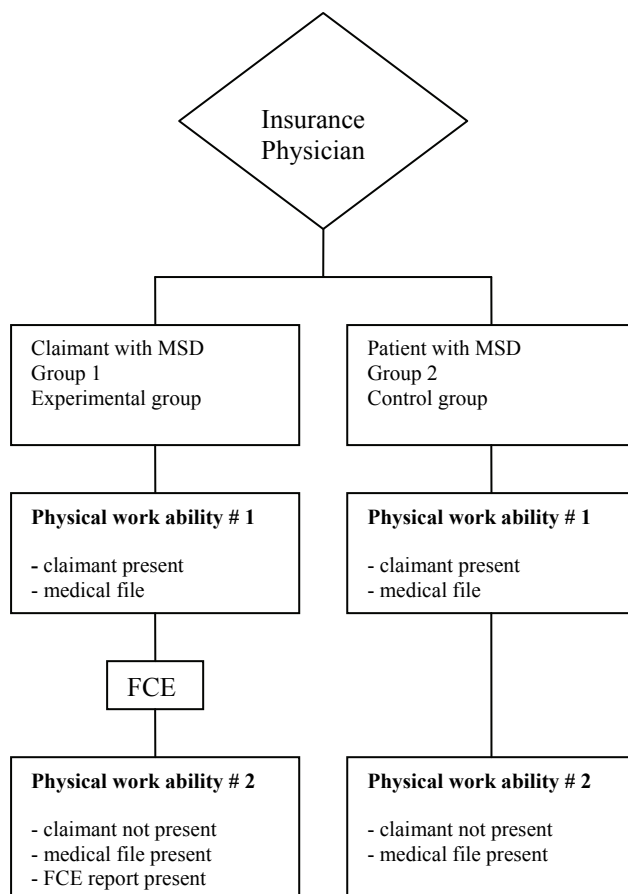 Insurance
Physician
Claimant with MSD
Group 1
Experimental group
Patient with MSD
Group 2
Control group
Physical work ability # 1
- claimant present
- medical file
Physical work ability # 1
- claimant present
- medical file
FCE
Physical work ability # 2
- claimant not present
- medical file present
- FCE report present
Physical work ability # 2
- claimant not present
- medical file present